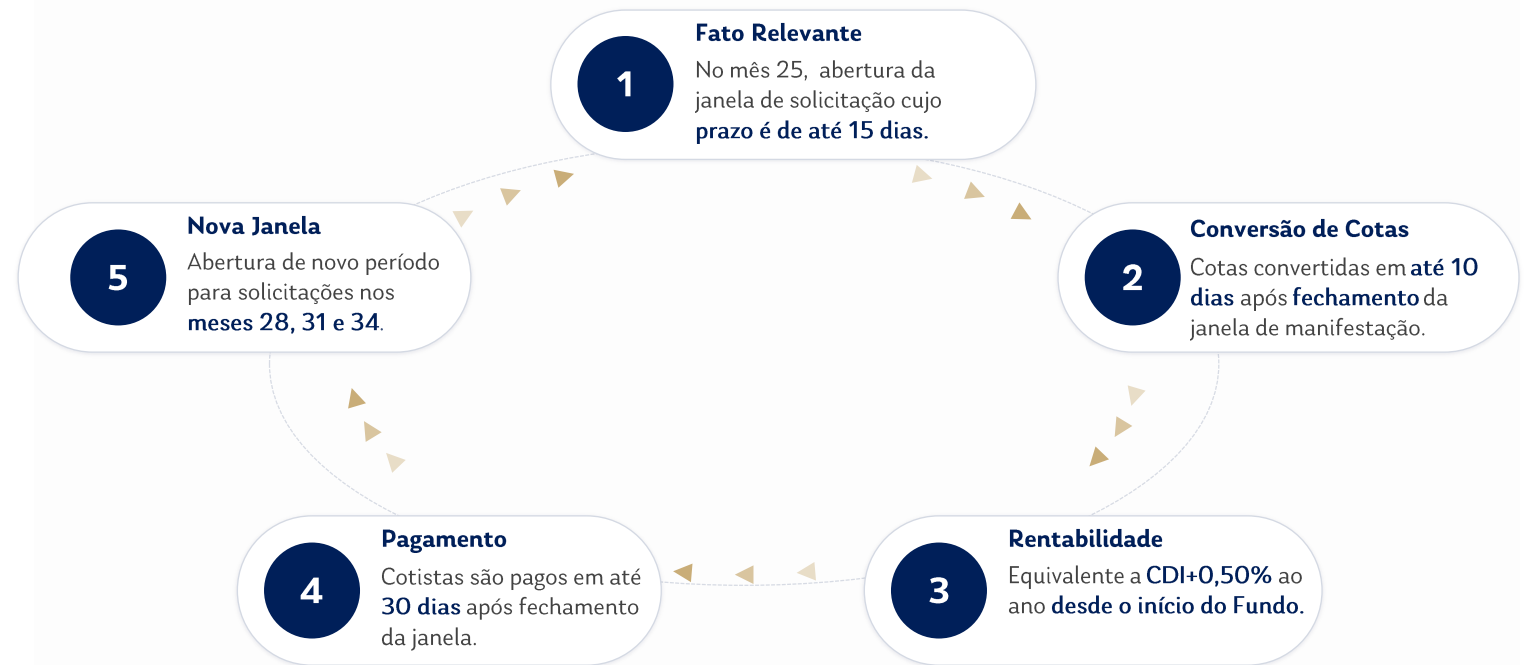 1
Fato Relevante
No mês 25, abertura da
janela de solicitação cujo
prazo é de até 15 dias.
2
Conversão de Cotas
Cotas convertidas em até 10
dias após fechamento da
janela de manifestação.
3
Rentabilidade
Equivalente a CDI+0,50% ao
ano desde o início do Fundo.
4
Pagamento
Cotistas são pagos em até
30 dias após fechamento
da janela.
5
Nova Janela
Abertura de novo período
para solicitações nos
meses 28, 31 e 34.